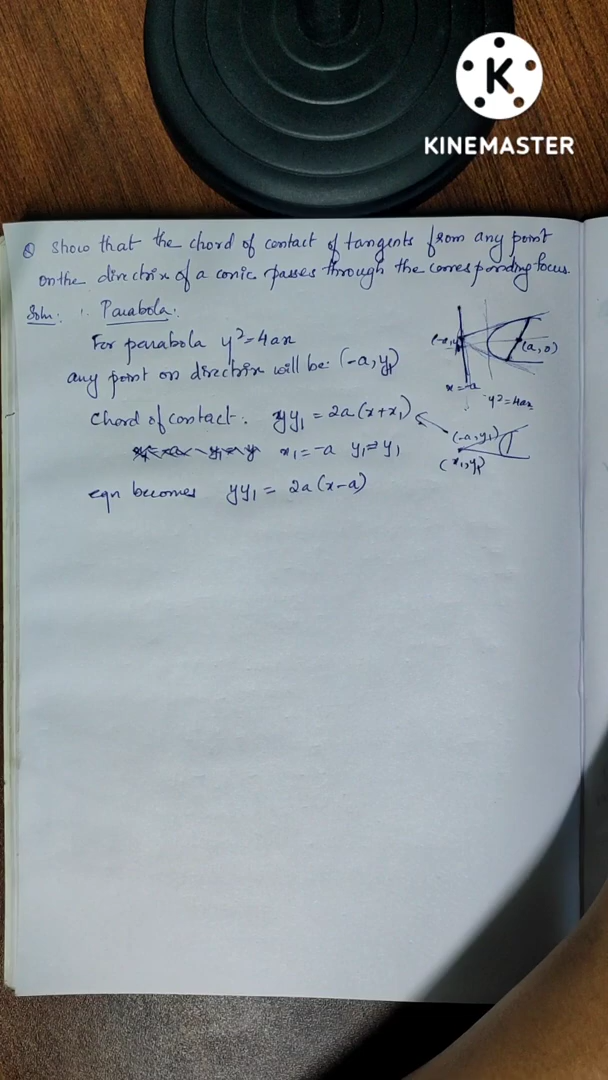 K
KINEMASTER
Q Show that the chord of contact of tangents from any point
on the directrix of a conic passes through the corresponding focus.
Soln: 1. Parabola:
For parabola y²=4ax
any point on directrix will be: (-a, y₁)
(a, 0)
x = -a
y²=4ax
Chord of contact: yy₁ = 2a(x+x₁)
(-a, y₁)
(x₁, y₁)
x₁=-a y₁=y₁
eqn becomes yy₁ = 2a(x-a)